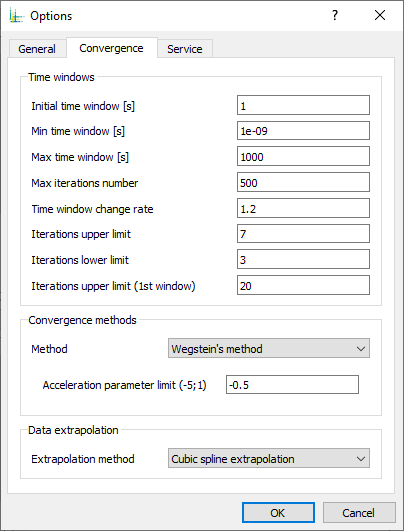 Options
General Convergence Service
Time windows
Initial time window [s] 1
Min time window [s] 1e-09
Max time window [s] 1000
Max iterations number 500
Time window change rate 1.2
Iterations upper limit 7
Iterations lower limit 3
Iterations upper limit (1st window) 20
Convergence methods
Method Wegstein's method
Acceleration parameter limit (-5;1) -0.5
Data extrapolation
Extrapolation method Cubic spline extrapolation
OK Cancel